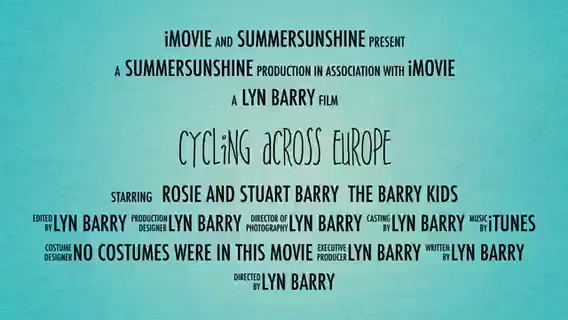 iMOVIE AND SUMMERSUNSHINE PRESENT
A SUMMERSUNSHINE PRODUCTION IN ASSOCIATION WITH iMOVIE
A LYN BARRY FILM
CYCLiNG aCROSS EUROPE
STARRING ROSIE AND STUART BARRY THE BARRY KIDS
EDITED BY LYN BARRY PRODUCTION DESIGNER LYN BARRY DIRECTOR OF PHOTOGRAPHY LYN BARRY CASTING BY LYN BARRY MUSIC BY iTUNES
COSTUME DESIGNER NO COSTUMES WERE IN THIS MOVIE EXECUTIVE PRODUCER LYN BARRY WRITTEN BY LYN BARRY
DIRECTED BY LYN BARRY